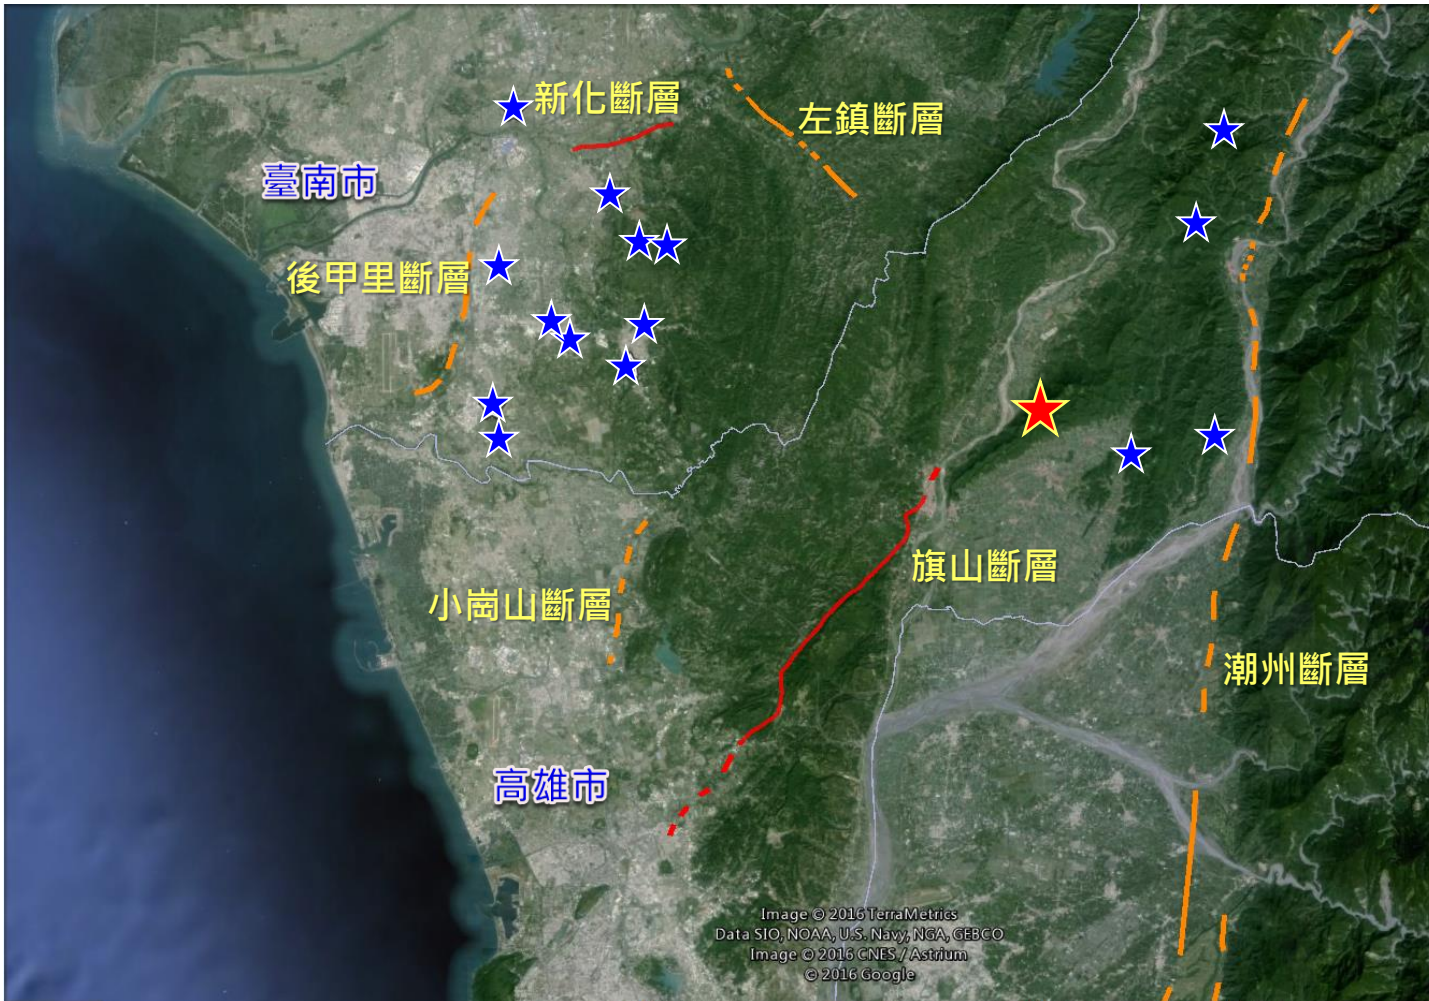 新化斷層
左鎮斷層
臺南市
後甲里斷層
旗山斷層
小崗山斷層
潮州斷層
高雄市
Image © 2016 TerraMetrics
Data SIO, NOAA, U.S. Navy, NGA, GEBCO
Image © 2016 CNES / Astrium
© 2016 Google